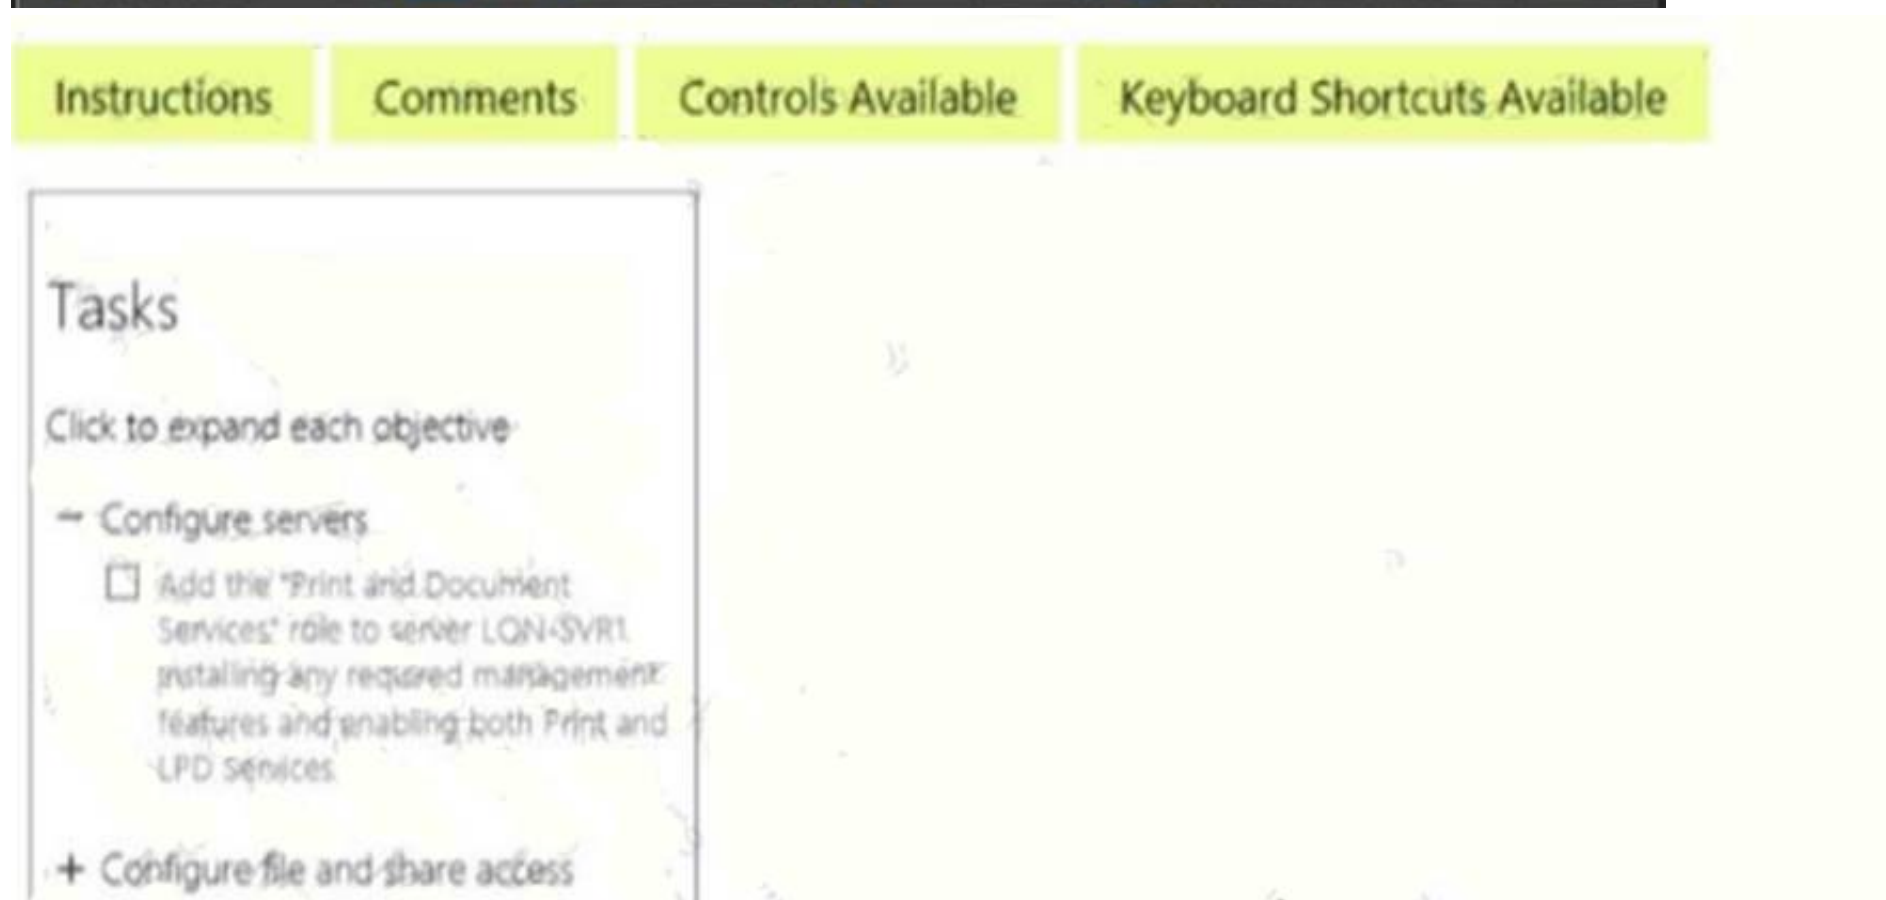 Instructions
Comments
Controls Available
Keyboard Shortcuts Available
Tasks
Click to expand each objective
− Configure servers
Add the "Print and Document
Services" role to server LON-SVR1
installing any required management
features and enabling both Print and
LPD Services
+ Configure file and share access